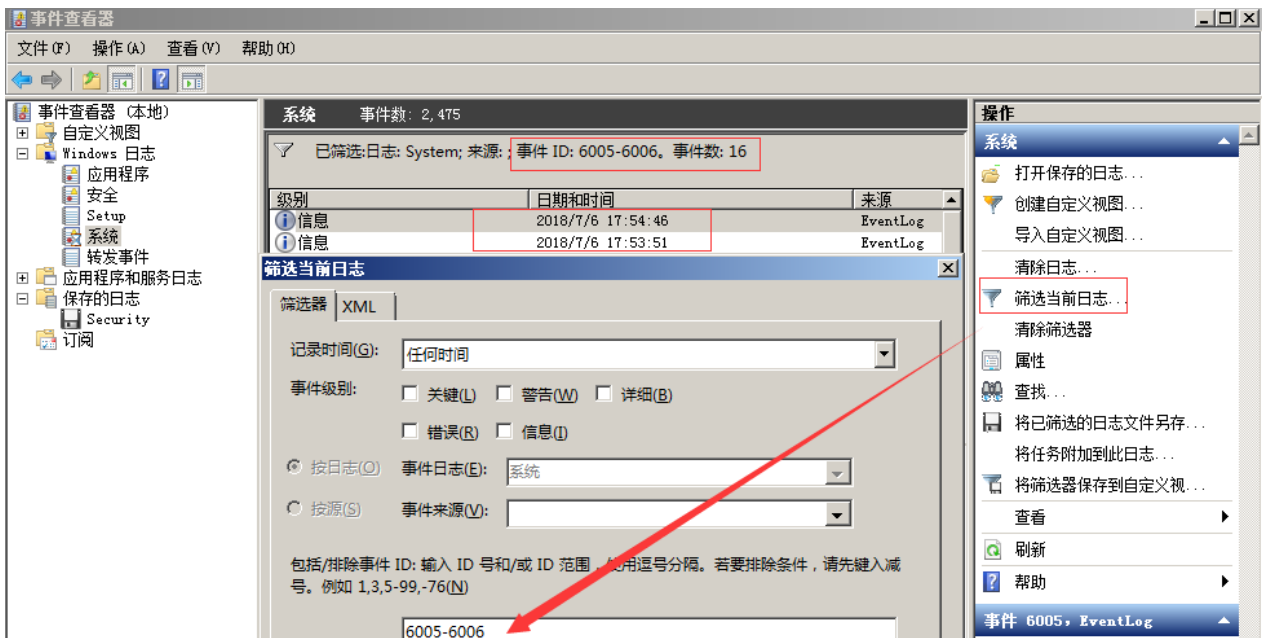 事件查看器
文件(F) 操作(A) 查看(V) 帮助(H)
事件查看器 (本地)
自定义视图
Windows 日志
应用程序
安全
Setup
系统
转发事件
应用程序和服务日志
保存的日志
Security
订阅
系统 事件数: 2,475
已筛选:日志: System; 来源: ; 事件 ID: 6005-6006。事件数: 16
级别 日期和时间 来源
信息 2018/7/6 17:54:46 EventLog
信息 2018/7/6 17:53:51 EventLog
筛选当前日志
筛选器 XML
记录时间(G): 任何时间
事件级别: 关键(L) 警告(W) 详细(B)
错误(R) 信息(I)
按日志(O) 事件日志(E): 系统
按源(S) 事件来源(V):
包括/排除事件 ID: 输入 ID 号和/或 ID 范围，使用逗号分隔。若要排除条件，请先键入减
号。例如 1,3,5-99,-76(N)
6005-6006
操作
系统
打开保存的日志...
创建自定义视图...
导入自定义视图...
清除日志...
筛选当前日志...
清除筛选器
属性
查找...
将已筛选的日志文件另存...
将任务附加到此日志...
将筛选器保存到自定义视...
查看
刷新
帮助
事件 6005，EventLog